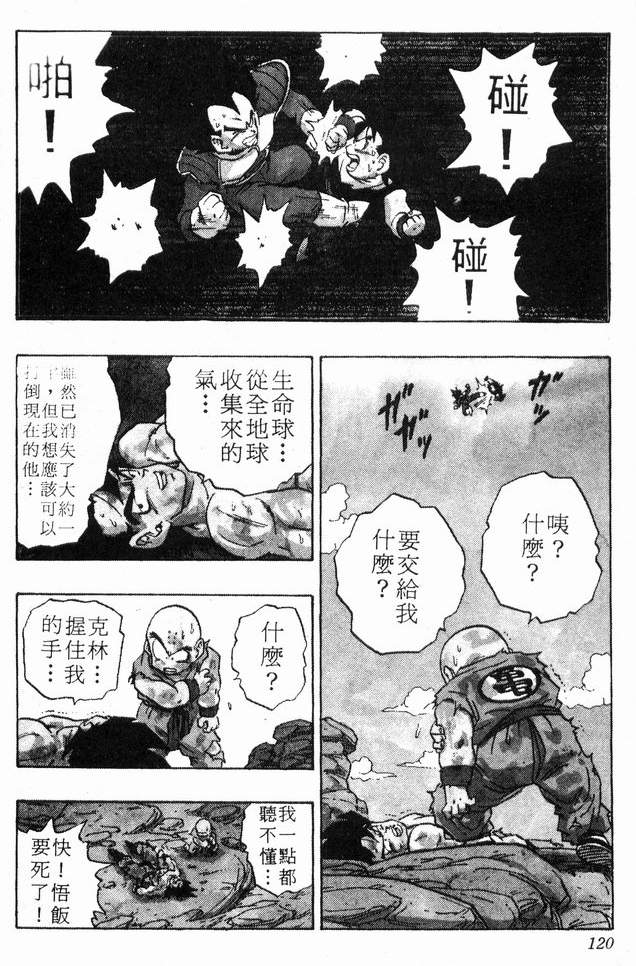 碰！
碰！
啪！
ガッ
ガッ
ガッ
咦？
什麼？
要交給我
什麼？
龜
生命球…
從全地球
收集來的
氣…
雖然已消失了大約一
半，但我想應該可以
打倒現在的他…
什麼？
克林…
握住我
的手…
我一點都
聽不懂…
快！悟飯
要死了！
120